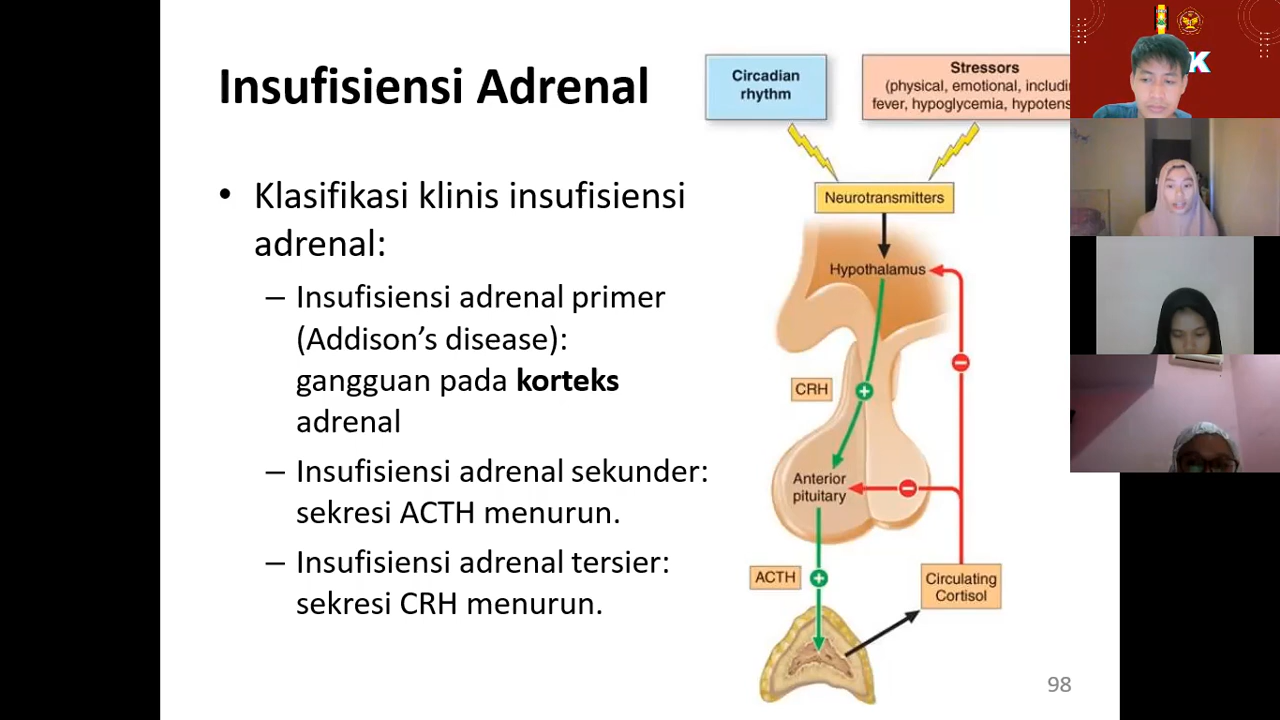 Insufisiensi Adrenal
• Klasifikasi klinis insufisiensi
adrenal:
– Insufisiensi adrenal primer
(Addison’s disease):
gangguan pada korteks
adrenal
– Insufisiensi adrenal sekunder:
sekresi ACTH menurun.
– Insufisiensi adrenal tersier:
sekresi CRH menurun.
Circadian
rhythm
Stressors
(physical, emotional,
fever, hypoglycemia,
Neurotransmitters
Hypothalamus
CRH
Anterior
pituitary
ACTH
Circulating
Cortisol
98
K